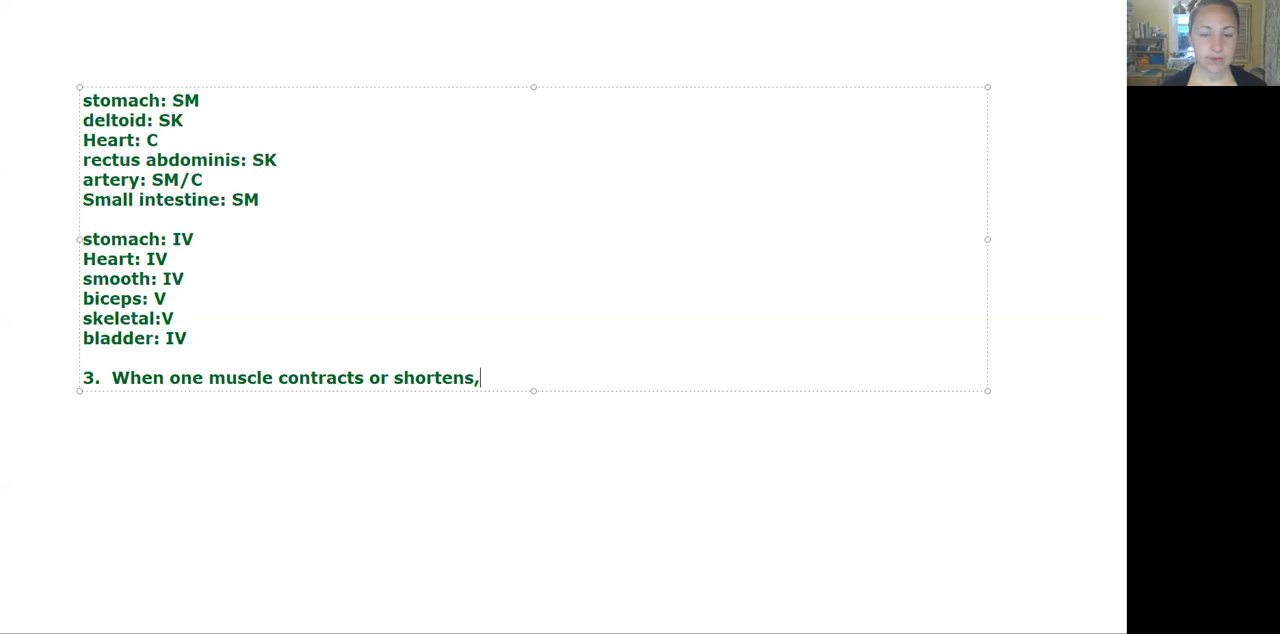 stomach: SM
deltoid: SK
Heart: C
rectus abdominis: SK
artery: SM/C
Small intestine: SM
stomach: IV
Heart: IV
smooth: IV
biceps: V
skeletal:V
bladder: IV
3. When one muscle contracts or shortens,